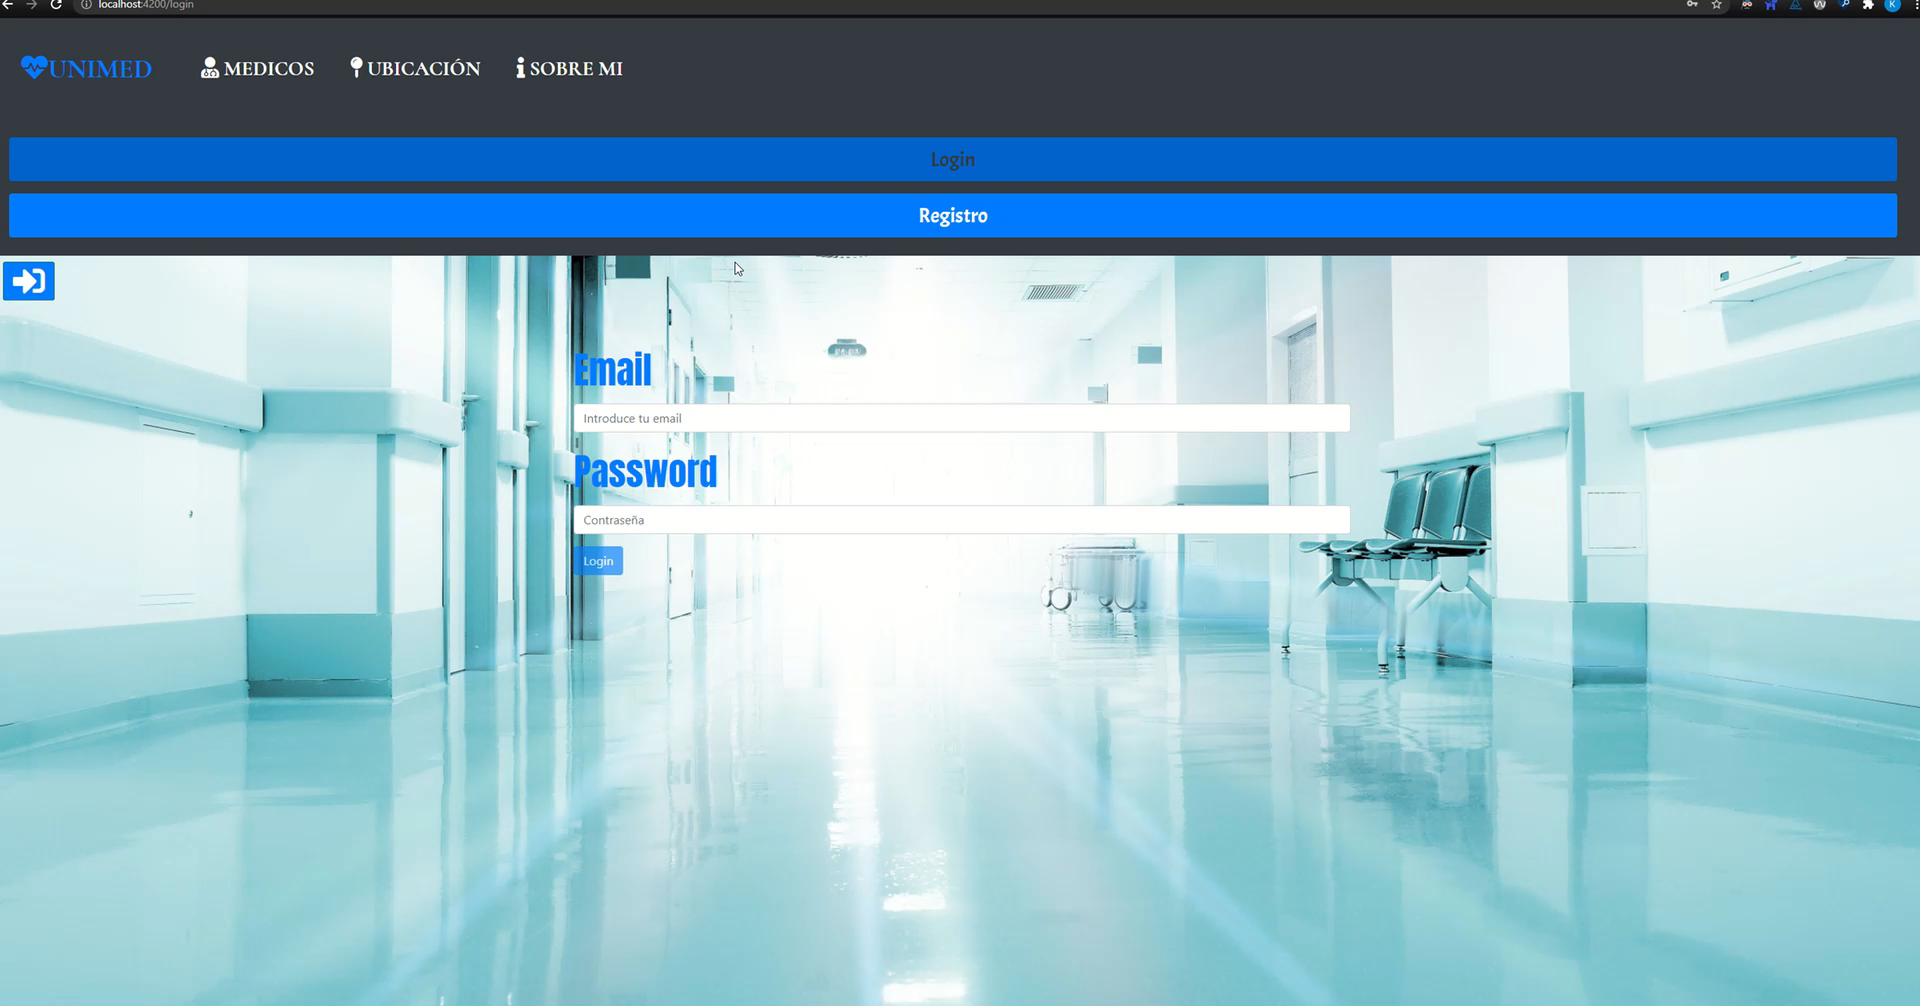 localhost:4200/login
UNIMED MEDICOS UBICACIÓN SOBRE MI
Login
Registro
Email
Introduce tu email
Password
Contraseña
Login